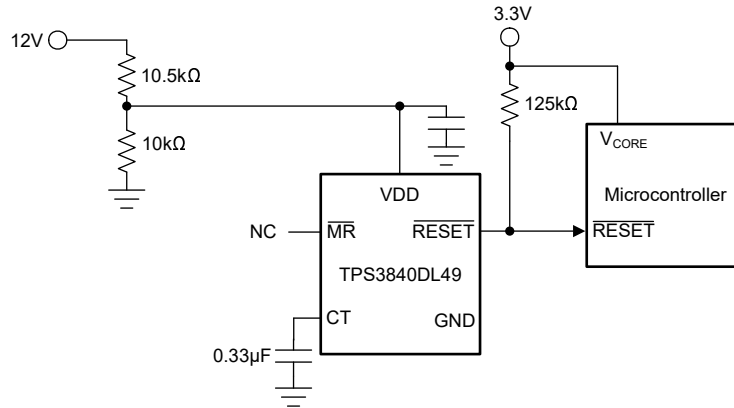 3.3V
12V
10.5kΩ
125kΩ
10kΩ
VCORE
VDD
Microcontroller
NC
MR
RESET
RESET
TPS3840DL49
CT
GND
0.33µF